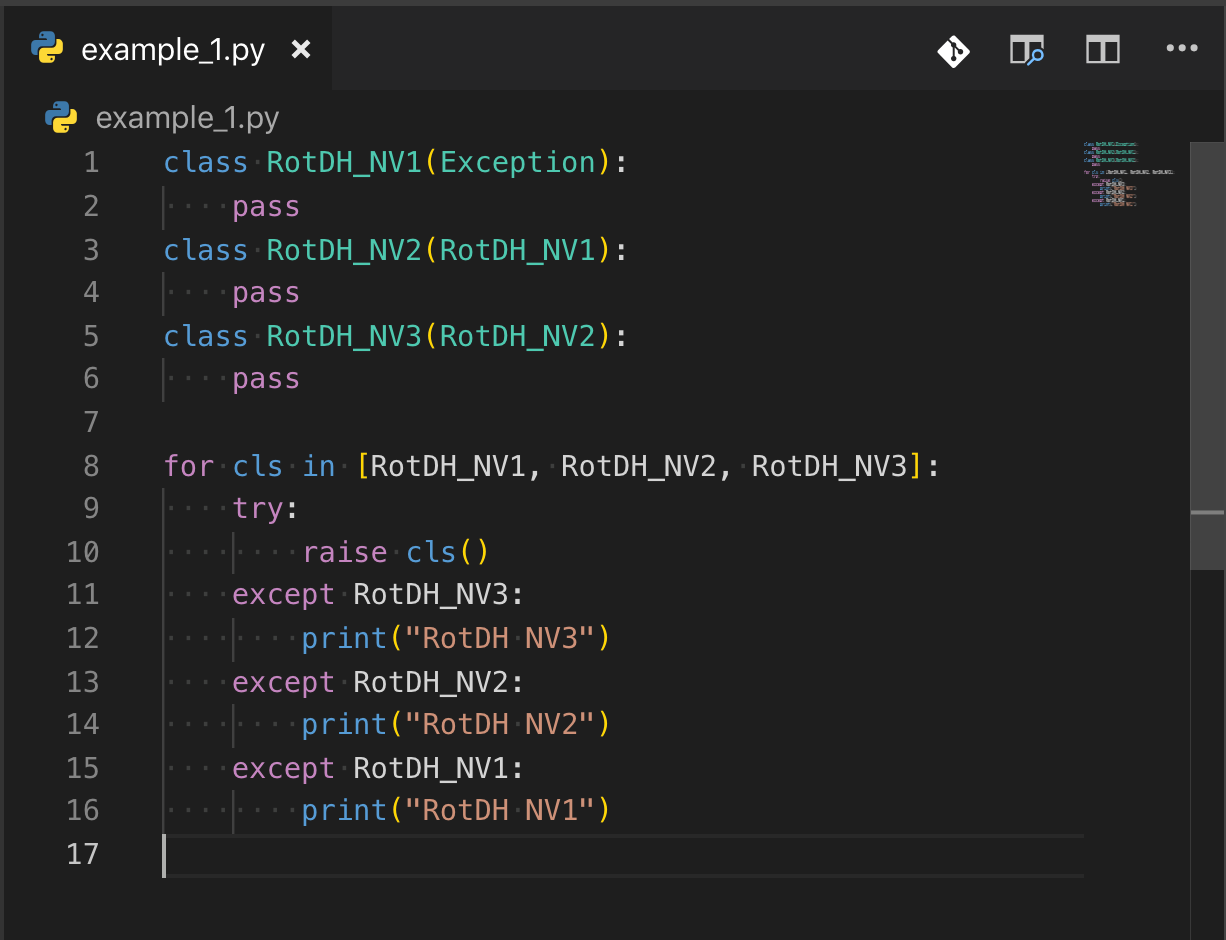 example_1.py
example_1.py
1 class RotDH_NV1(Exception):
2     pass
3 class RotDH_NV2(RotDH_NV1):
4     pass
5 class RotDH_NV3(RotDH_NV2):
6     pass
7
8 for cls in [RotDH_NV1, RotDH_NV2, RotDH_NV3]:
9     try:
10         raise cls()
11     except RotDH_NV3:
12         print("RotDH NV3")
13     except RotDH_NV2:
14         print("RotDH NV2")
15     except RotDH_NV1:
16         print("RotDH NV1")
17